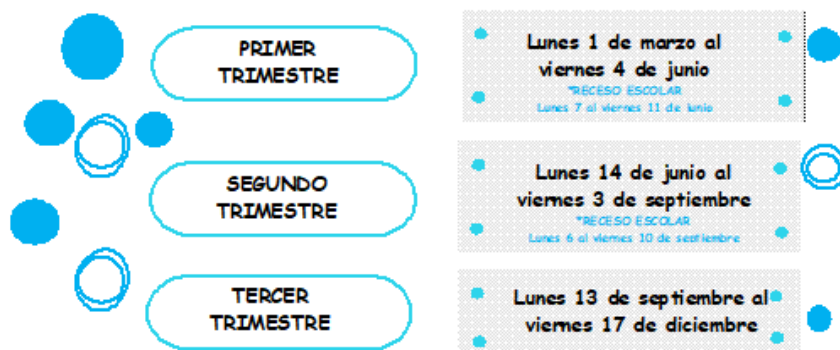 PRIMER
TRIMESTRE
Lunes 1 de marzo al
viernes 4 de junio
*RECESO ESCOLAR
Lunes 7 al viernes 11 de junio
SEGUNDO
TRIMESTRE
Lunes 14 de junio al
viernes 3 de septiembre
*RECESO ESCOLAR
Lunes 6 al viernes 10 de septiembre
TERCER
TRIMESTRE
Lunes 13 de septiembre al
viernes 17 de diciembre